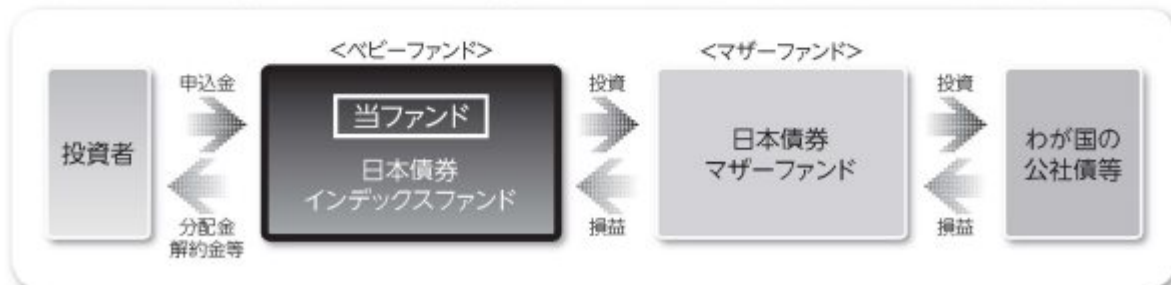 <ベビーファンド>
<マザーファンド>
申込金
投資
投資
当ファンド
投資者
日本債券
インデックスファンド
日本債券
マザーファンド
わが国の
公社債等
分配金
解約金等
損益
損益